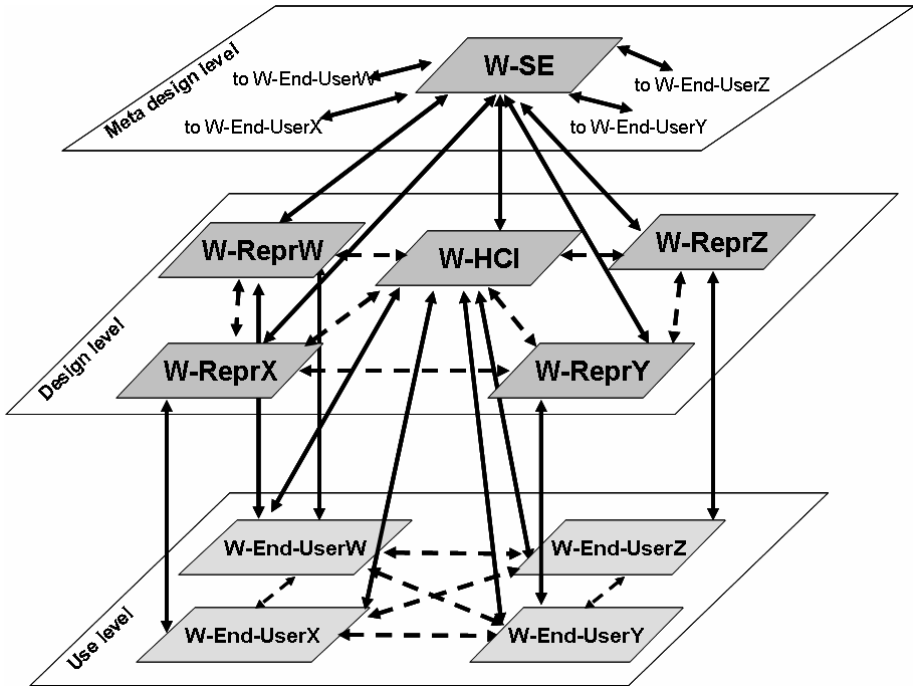 Meta design level
W-SE
to W-End-UserW
to W-End-UserZ
to W-End-UserX
to W-End-UserY
Design level
W-ReprW
W-HCI
W-ReprZ
W-ReprX
W-ReprY
Use level
W-End-UserW
W-End-UserZ
W-End-UserX
W-End-UserY